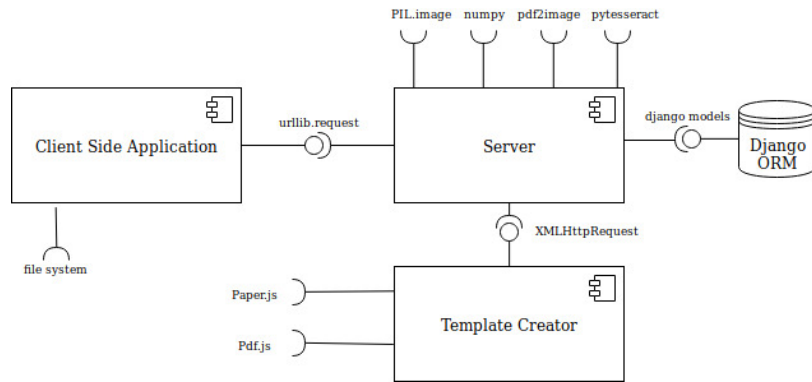 PIL.image numpy pdf2image pytesseract
urllib.request
django models
Client Side Application
Server
Django
ORM
file system
XMLHttpRequest
Paper.js
Template Creator
Pdf.js